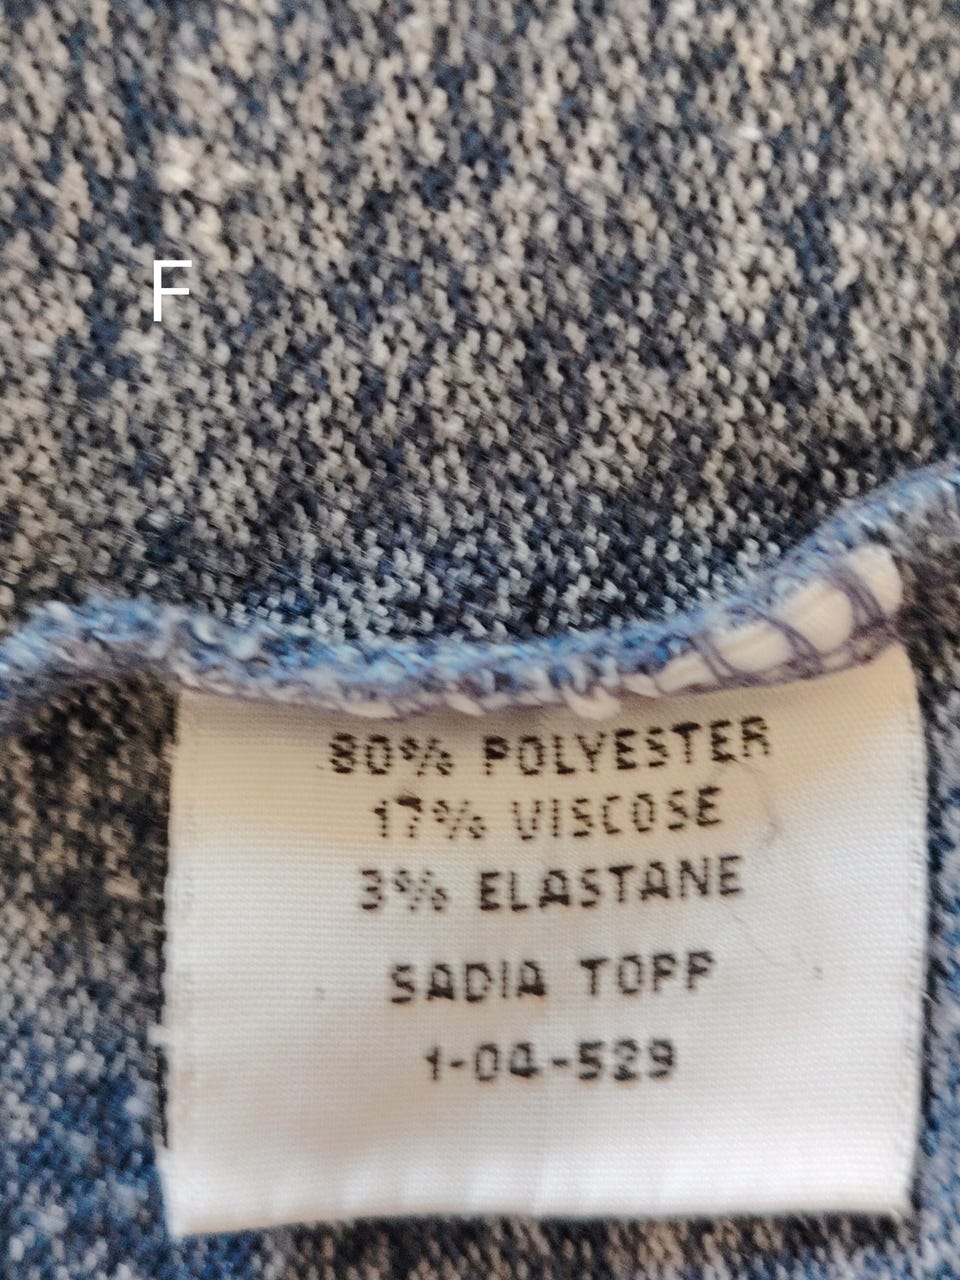 F
80% POLYESTER
17% VISCOSE
3% ELASTANE
SADIA TOPP
1-04-529